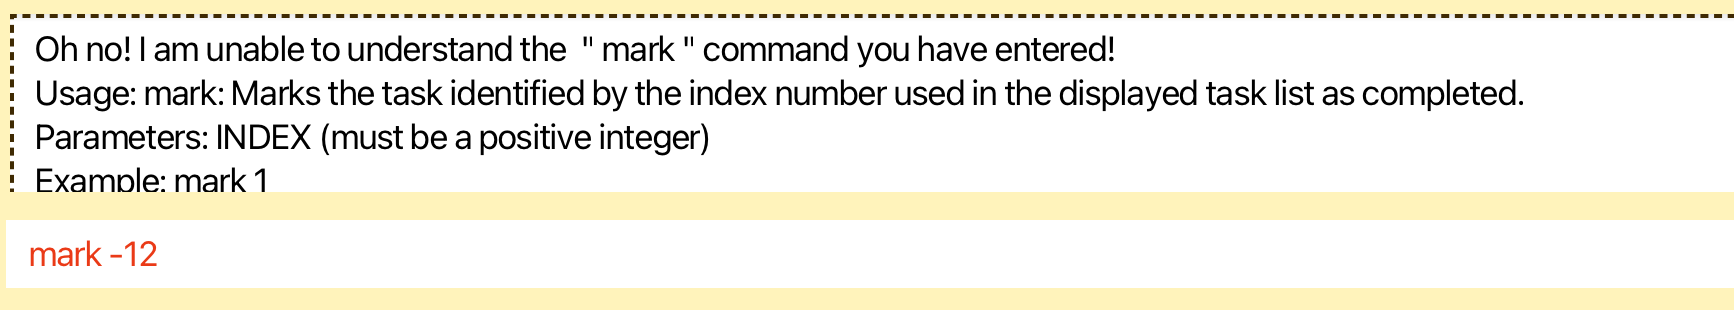 Oh no! I am unable to understand the " mark " command you have entered!
Usage: mark: Marks the task identified by the index number used in the displayed task list as completed.
Parameters: INDEX (must be a positive integer)
Example: mark 1
mark -12